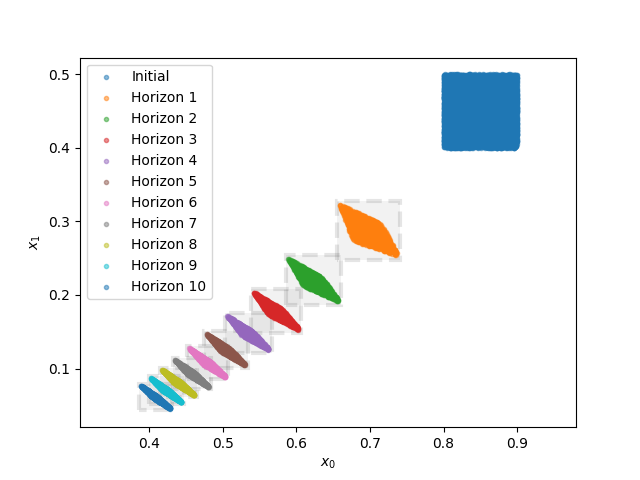 0.5
0.4
0.3
0.2
0.1
x₁
Initial
Horizon 1
Horizon 2
Horizon 3
Horizon 4
Horizon 5
Horizon 6
Horizon 7
Horizon 8
Horizon 9
Horizon 10
0.4 0.5 0.6 0.7 0.8 0.9
x₀